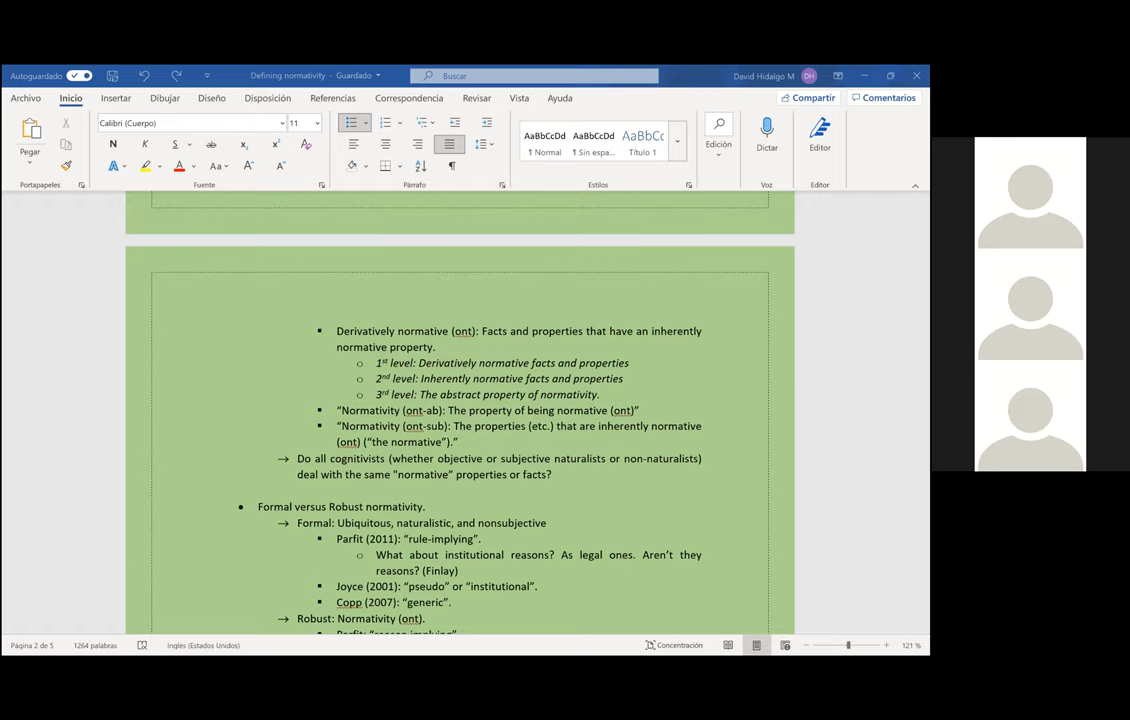 Autoguardado
Defining normativity - Guardado
Buscar
David Hidalgo M
DH
Archivo Inicio Insertar Dibujar Diseño Disposición Referencias Correspondencia Revisar Vista Ayuda
Compartir
Comentarios
Calibri (Cuerpo)
11
Pegar
N K S ab x₂ x² A
A A Aa A A
AaBbCcDd AaBbCcDd AaBbCc
¶ Normal ¶ Sin espa... Título 1
Edición
Dictar
Editor
Portapapeles
Fuente
Párrafo
Estilos
Voz
Editor
▪ Derivatively normative (ont): Facts and properties that have an inherently
normative property.
○ 1st level: Derivatively normative facts and properties
○ 2nd level: Inherently normative facts and properties
○ 3rd level: The abstract property of normativity.
▪ “Normativity (ont-ab): The property of being normative (ont)”
▪ “Normativity (ont-sub): The properties (etc.) that are inherently normative
(ont) (“the normative”).”
→ Do all cognitivists (whether objective or subjective naturalists or non-naturalists)
deal with the same "normative” properties or facts?
• Formal versus Robust normativity.
→ Formal: Ubiquitous, naturalistic, and nonsubjective
▪ Parfit (2011): “rule-implying”.
○ What about institutional reasons? As legal ones. Aren’t they
reasons? (Finlay)
▪ Joyce (2001): “pseudo” or “institutional”.
▪ Copp (2007): “generic”.
→ Robust: Normativity (ont).
▪ Parfit: “reason-implying”
Página 2 de 5
1264 palabras
Inglés (Estados Unidos)
Concentración
121 %